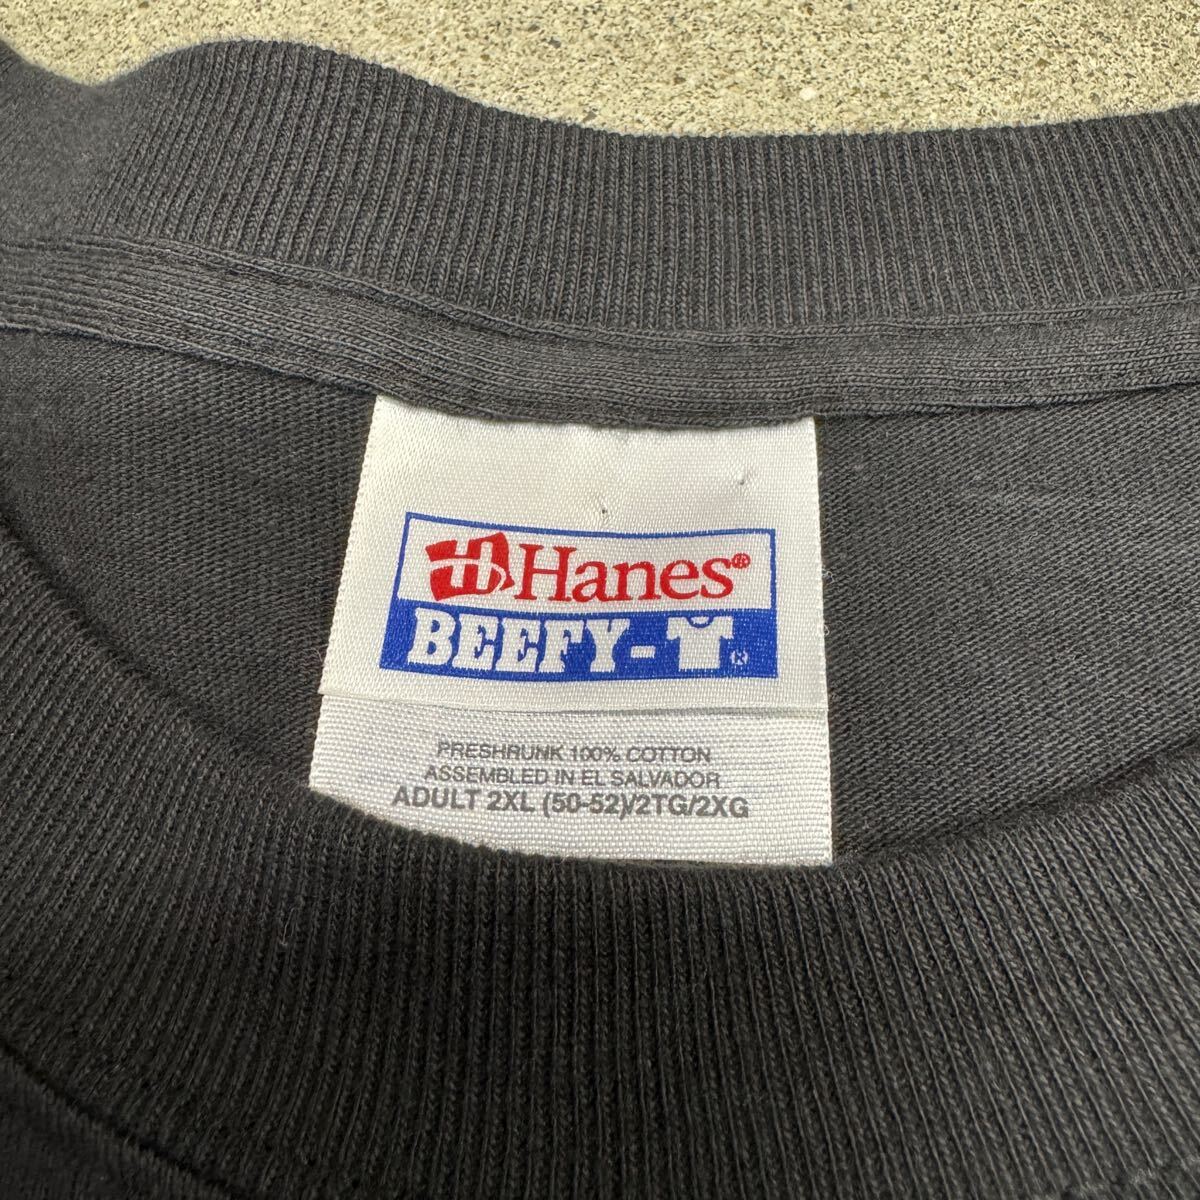 Hanes®
BEEFY-T®
PRESHRUNK 100% COTTON
ASSEMBLED IN EL SALVADOR
ADULT 2XL (50-52)/2TG/2XG